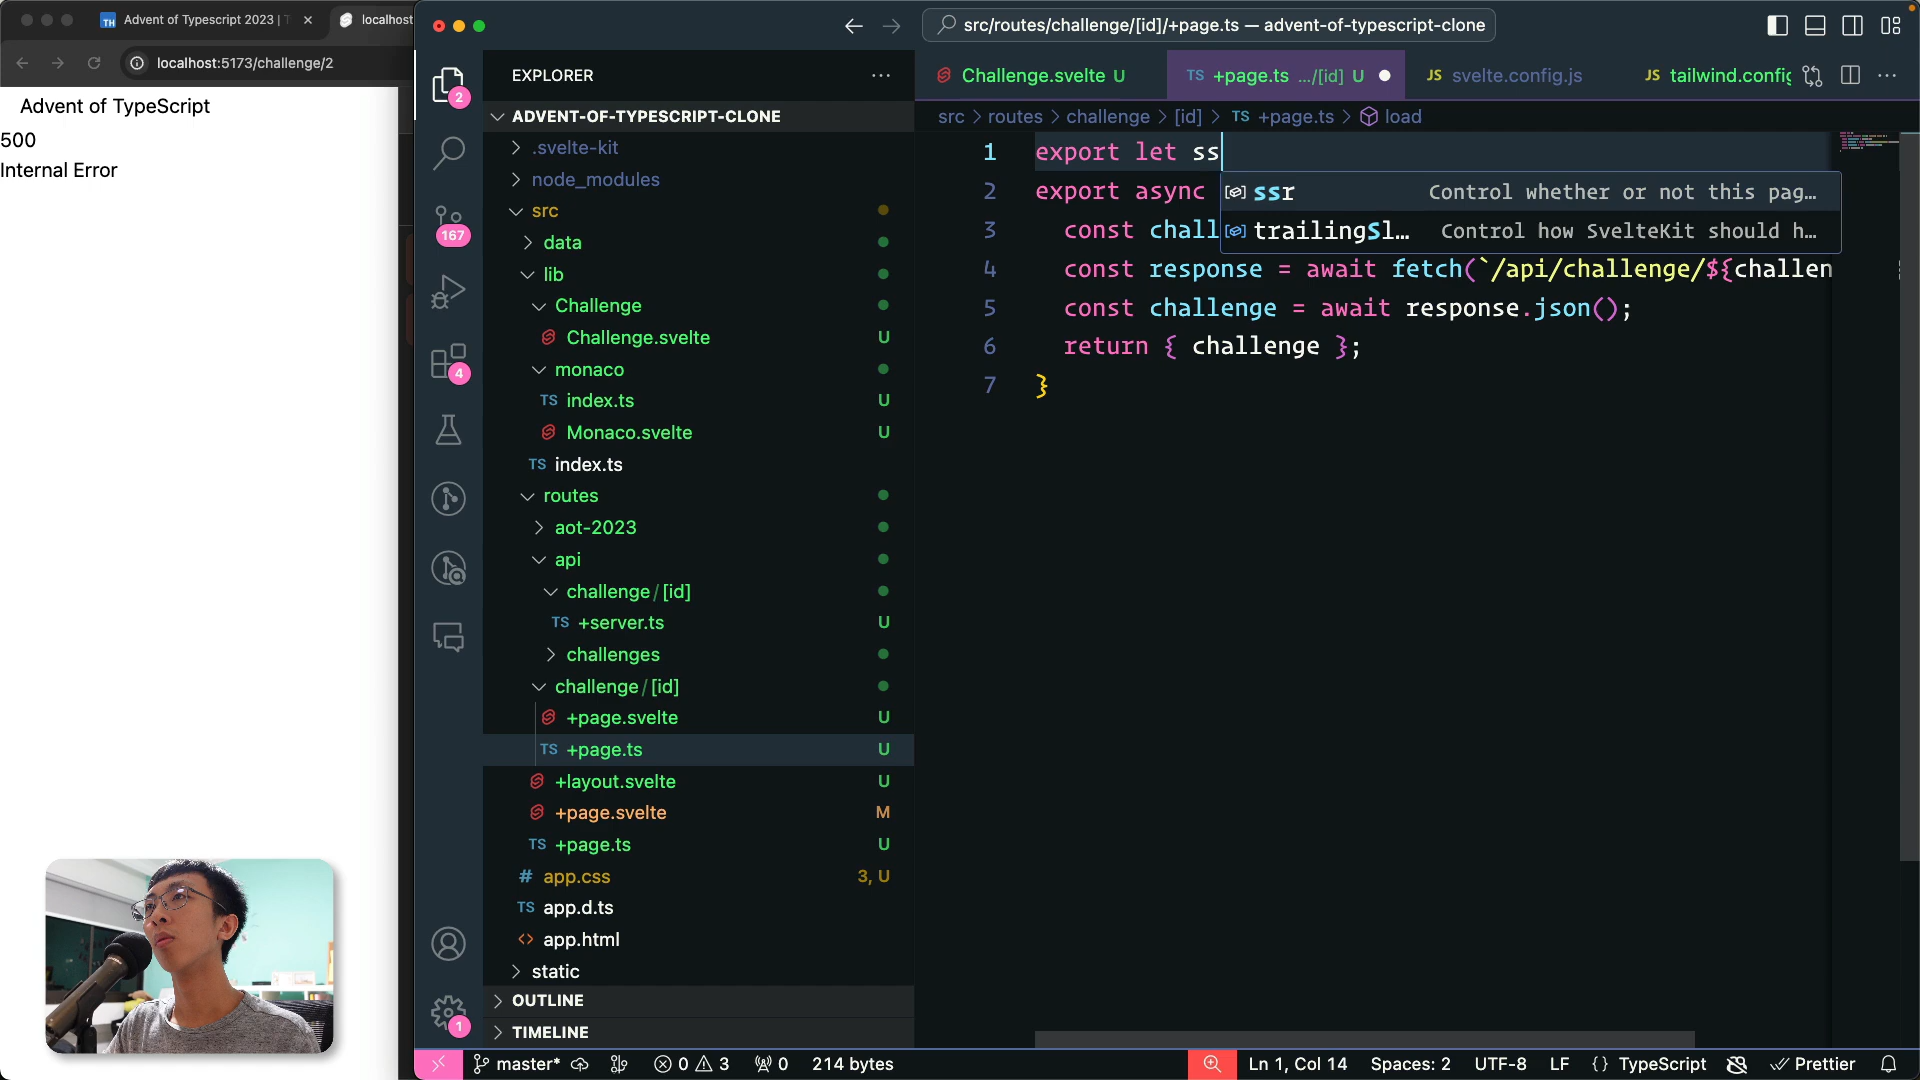 TH Advent of Typescript 2023 | T
localhost
localhost:5173/challenge/2
Advent of TypeScript
500
Internal Error
src/routes/challenge/[id]/+page.ts — advent-of-typescript-clone
2
167
4
1
EXPLORER
ADVENT-OF-TYPESCRIPT-CLONE
.svelte-kit
node_modules
src
data
lib
Challenge
Challenge.svelte U
monaco
TS index.ts U
Monaco.svelte U
TS index.ts
routes
aot-2023
api
challenge/[id]
TS +server.ts U
challenges
challenge/[id]
+page.svelte U
TS +page.ts U
+layout.svelte U
+page.svelte M
TS +page.ts U
# app.css 3, U
TS app.d.ts
<> app.html
static
OUTLINE
TIMELINE
Challenge.svelte U
TS +page.ts .../[id] U
JS svelte.config.js
JS tailwind.config
src > routes > challenge > [id] > TS +page.ts > load
1 export let ss
2 export async
3 const chall
4 const response = await fetch(`/api/challenge/${challen
5 const challenge = await response.json();
6 return { challenge };
7 }
ssr Control whether or not this pag…
trailingSl… Control how SvelteKit should h…
master* 0 3 0 214 bytes Ln 1, Col 14 Spaces: 2 UTF-8 LF {} TypeScript Prettier